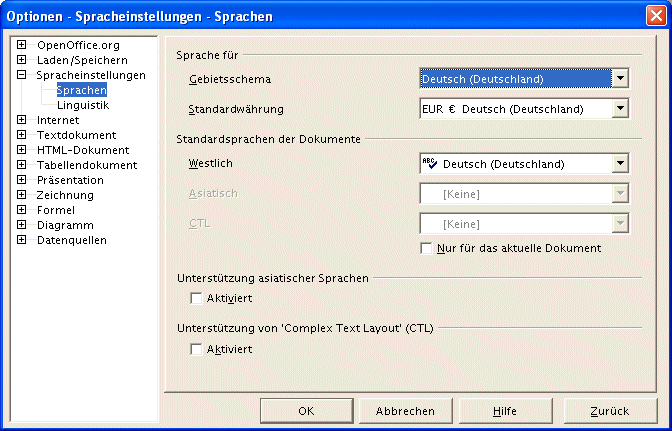 Optionen - Spracheinstellungen - Sprachen
OpenOffice.org
Laden/Speichern
Spracheinstellungen
Sprachen
Linguistik
Internet
Textdokument
HTML-Dokument
Tabellendokument
Präsentation
Zeichnung
Formel
Diagramm
Datenquellen
Sprache für
Gebietsschema
Deutsch (Deutschland)
Standardwährung
EUR € Deutsch (Deutschland)
Standardsprachen der Dokumente
Westlich
ABC Deutsch (Deutschland)
Asiatisch
[Keine]
CTL
[Keine]
Nur für das aktuelle Dokument
Unterstützung asiatischer Sprachen
Aktiviert
Unterstützung von 'Complex Text Layout' (CTL)
Aktiviert
OK
Abbrechen
Hilfe
Zurück